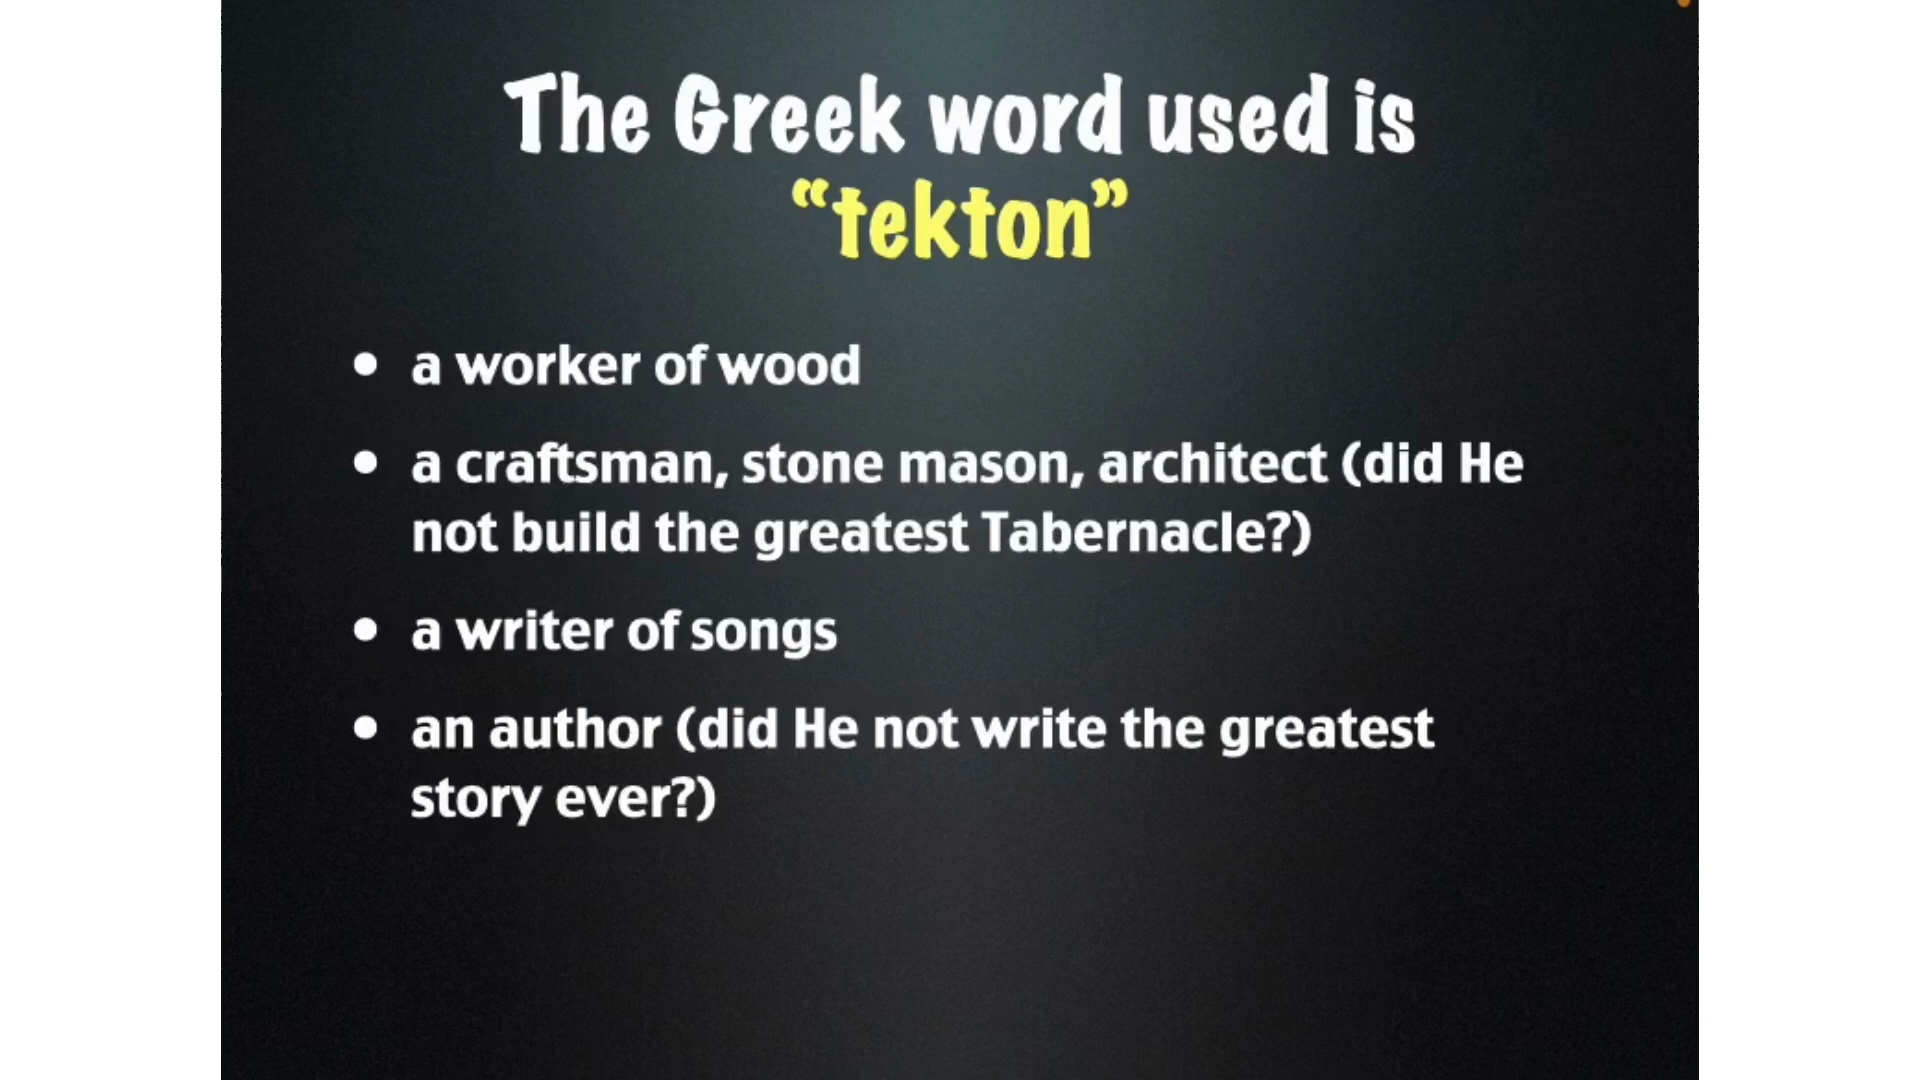 The Greek word used is
“tekton”
• a worker of wood
• a craftsman, stone mason, architect (did He
not build the greatest Tabernacle?)
• a writer of songs
• an author (did He not write the greatest
story ever?)